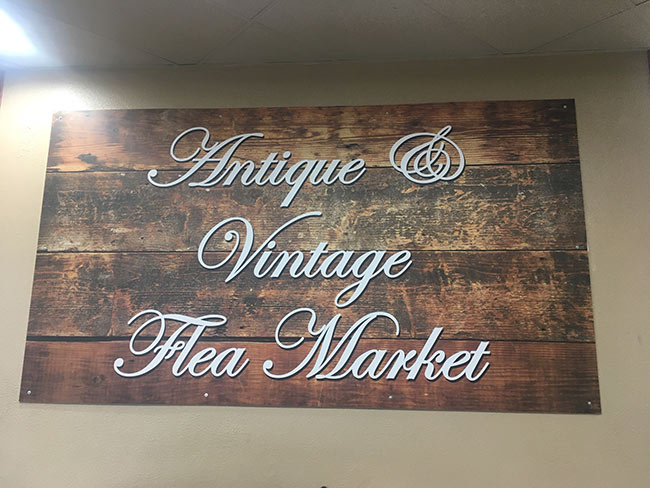 Antique &
Vintage
Flea Market